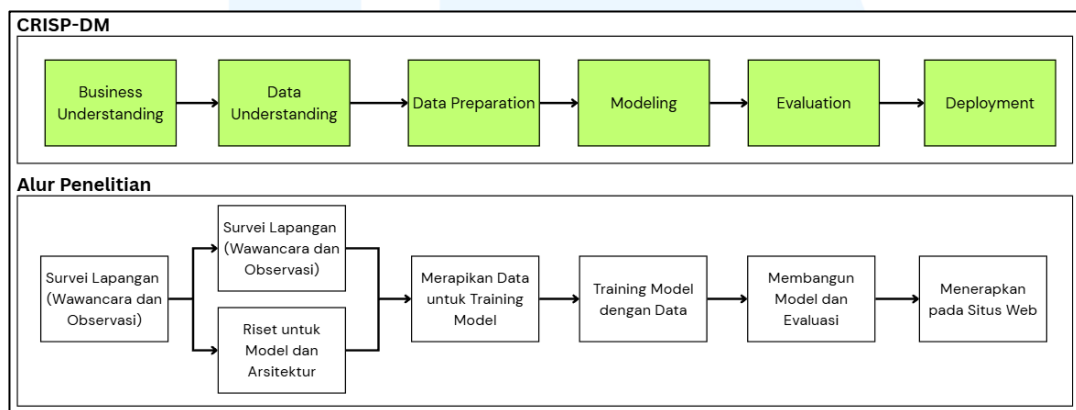 CRISP-DM
Business
Understanding
Data
Understanding
Data Preparation
Modeling
Evaluation
Deployment
Alur Penelitian
Survei Lapangan
(Wawancara dan
Observasi)
Survei Lapangan
(Wawancara dan
Observasi)
Riset untuk
Model dan
Arsitektur
Merapikan Data
untuk Training
Model
Training Model
dengan Data
Membangun
Model dan
Evaluasi
Menerapkan
pada Situs Web